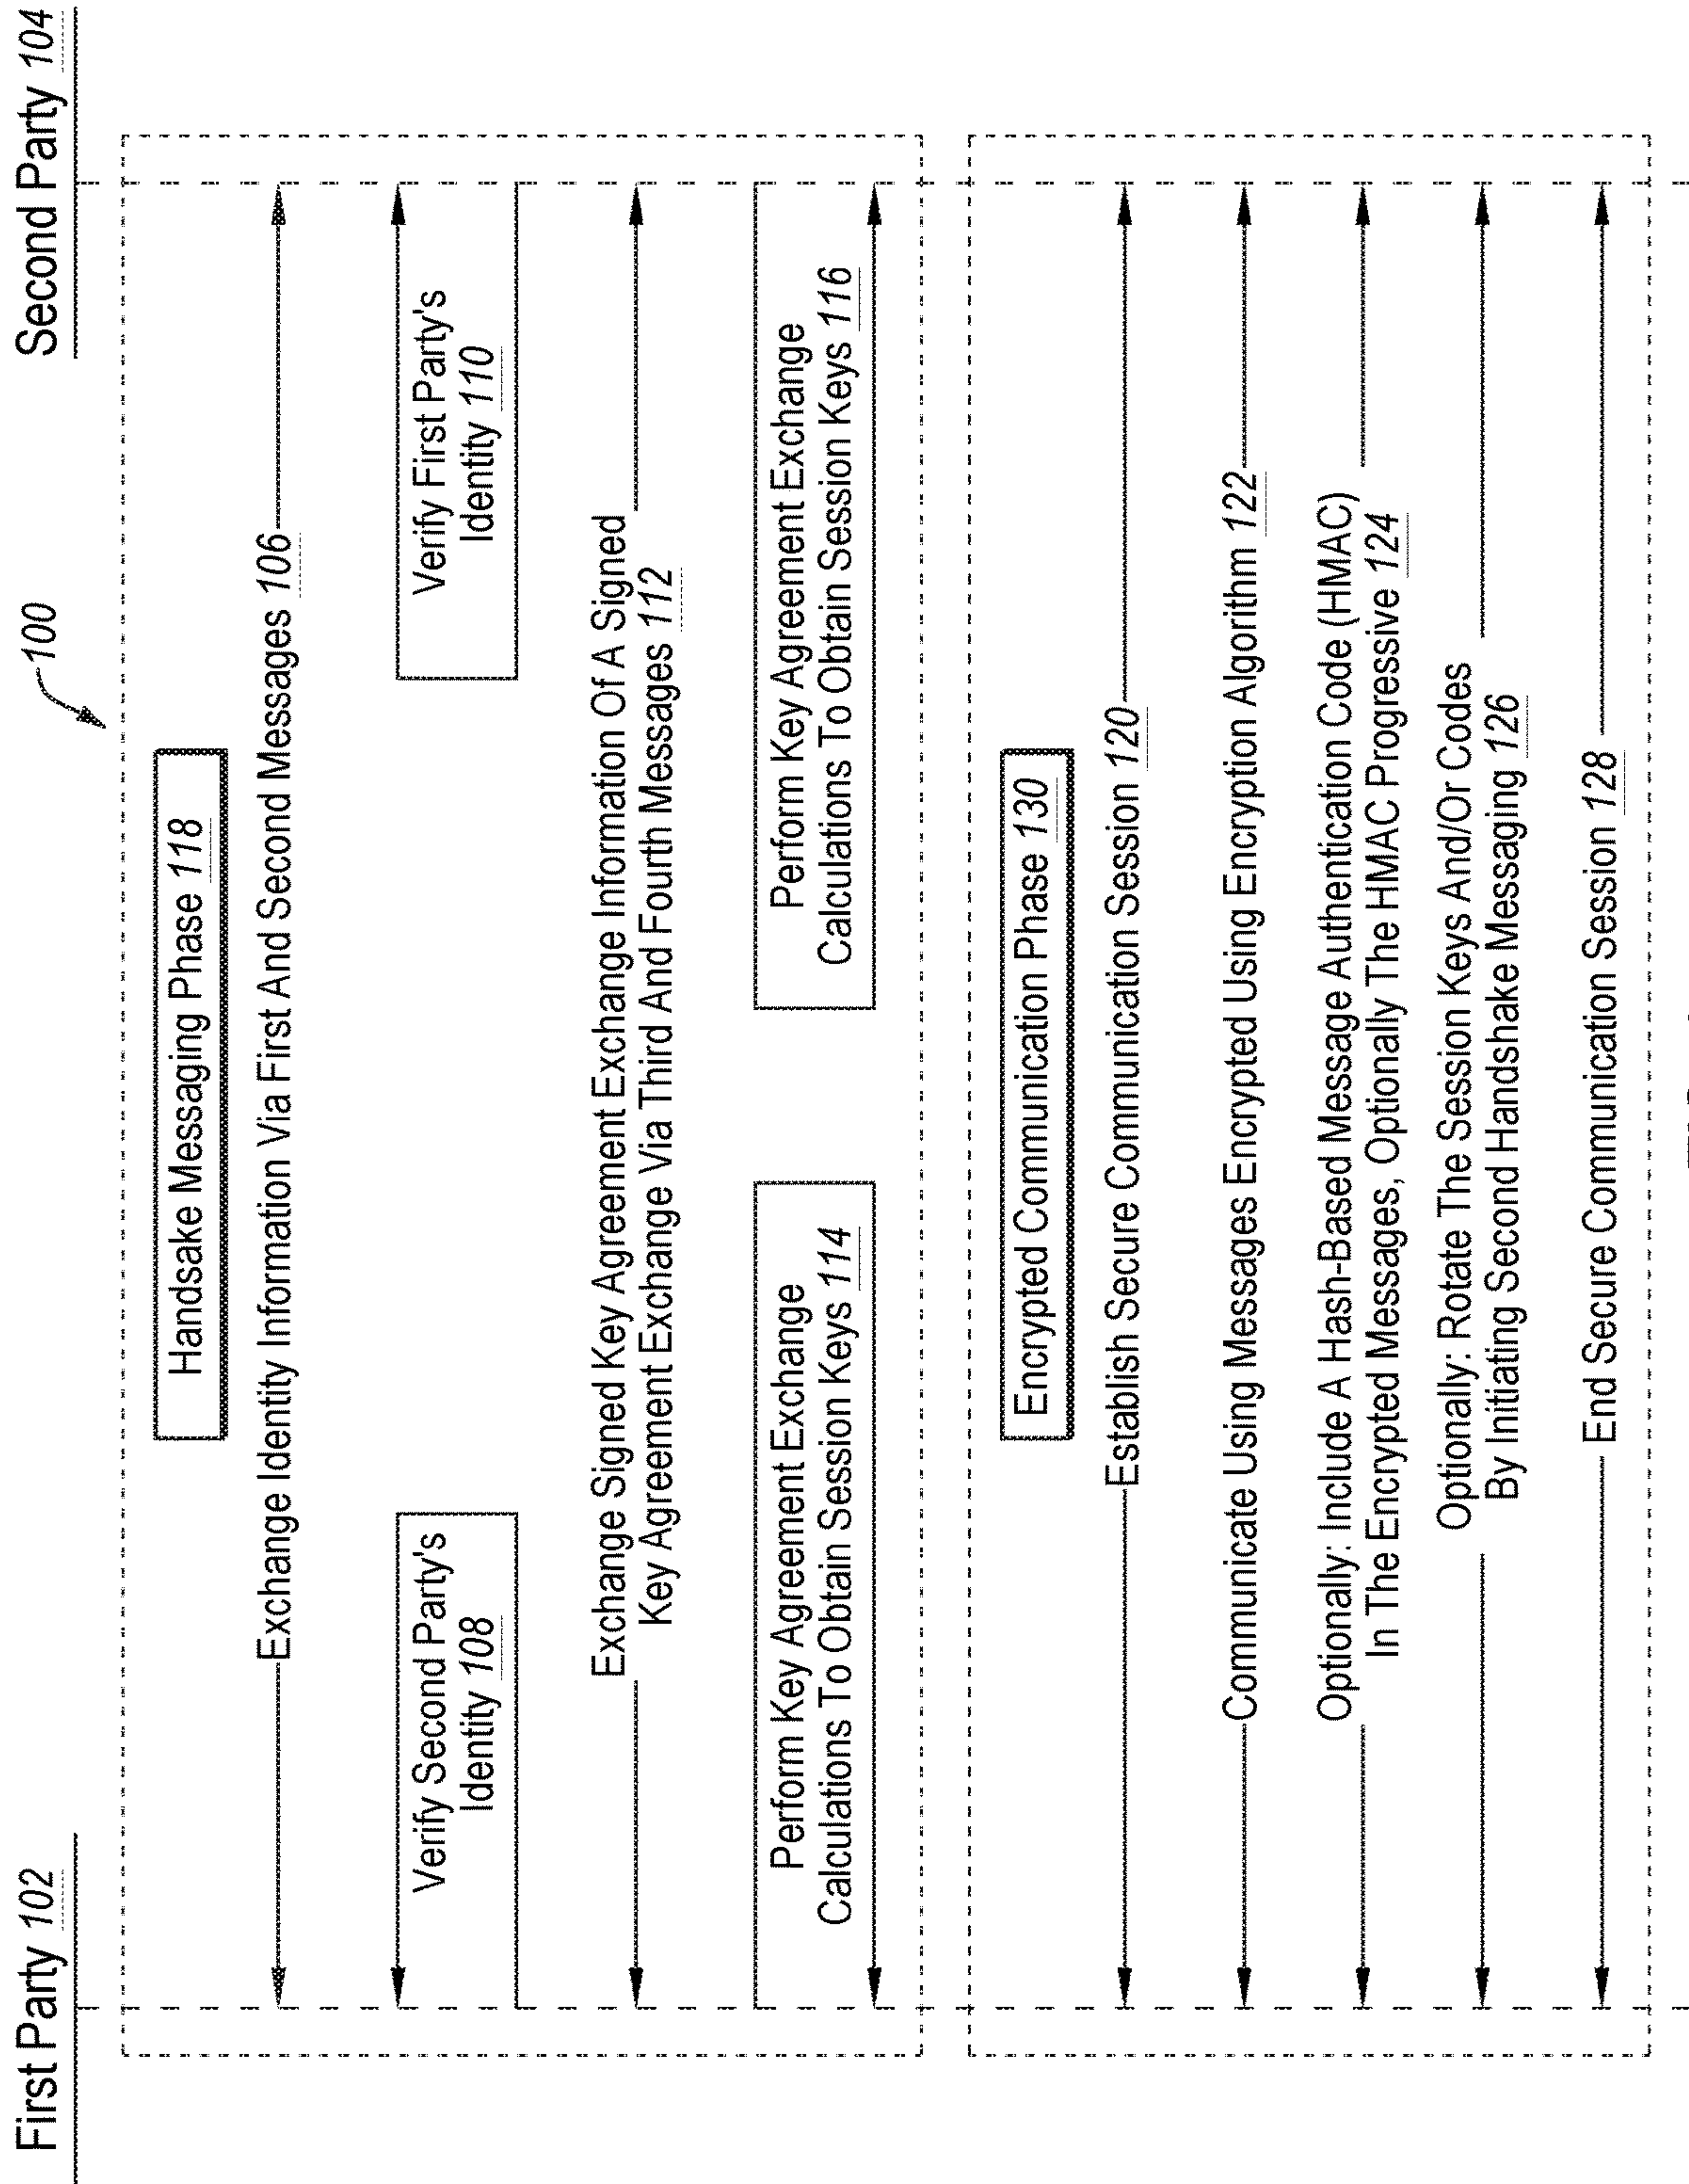 First Party 102
Second Party 104
100
Handsake Messaging Phase 118
Exchange Identity Information Via First And Second Messages 106
Verify Second Party's
Identity 108
Verify First Party's
Identity 110
Exchange Signed Key Agreement Exchange Information Of A Signed
Key Agreement Exchange Via Third And Fourth Messages 112
Perform Key Agreement Exchange
Calculations To Obtain Session Keys 114
Perform Key Agreement Exchange
Calculations To Obtain Session Keys 116
Encrypted Communication Phase 130
Establish Secure Communication Session 120
Communicate Using Messages Encrypted Using Encryption Algorithm 122
Optionally: Include A Hash-Based Message Authentication Code (HMAC)
In The Encrypted Messages, Optionally The HMAC Progressive 124
Optionally: Rotate The Session Keys And/Or Codes
By Initiating Second Handshake Messaging 126
End Secure Communication Session 128